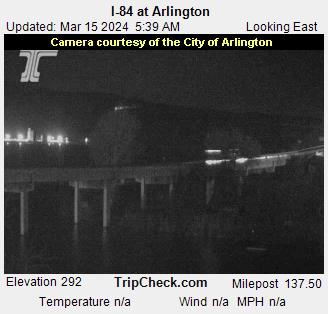 I-84 at Arlington
Updated: Mar 15 2024 5:39 AM Looking East
Camera courtesy of the City of Arlington
Elevation 292 TripCheck.com Milepost 137.50
Temperature n/a Wind n/a MPH n/a